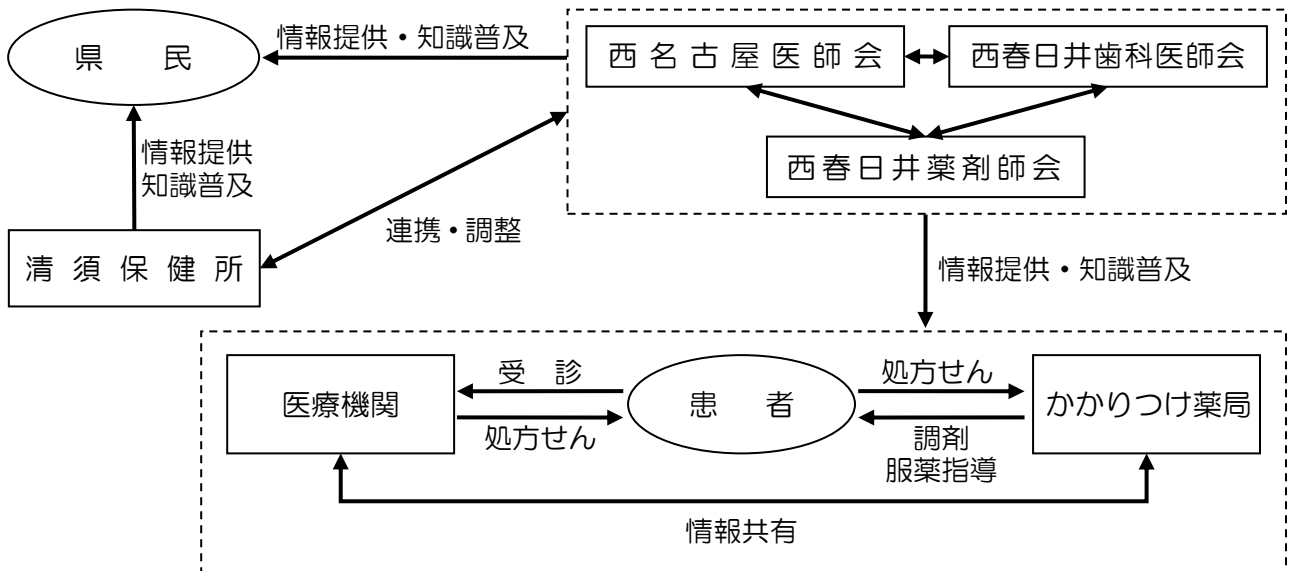 県　民
情報提供・知識普及
西名古屋医師会
西春日井歯科医師会
西春日井薬剤師会
情報提供
知識普及
連携・調整
清須保健所
情報提供・知識普及
医療機関
受　診
処方せん
患　者
処方せん
調剤
服薬指導
かかりつけ薬局
情報共有